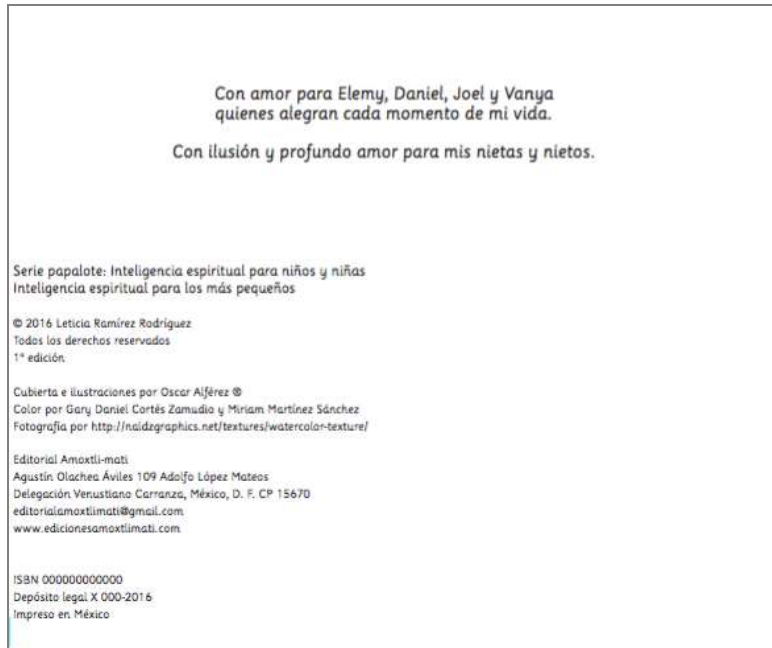 Con amor para Elemy, Daniel, Joel y Vanya
quienes alegran cada momento de mi vida.
Con ilusión y profundo amor para mis nietas y nietos.
Serie papalote: Inteligencia espiritual para niños y niñas
Inteligencia espiritual para los más pequeños
© 2016 Leticia Ramírez Rodríguez
Todos los derechos reservados
1ª edición
Cubierta e ilustraciones por Oscar Alférez ®
Color por Gary Daniel Cortés Zamudio y Miriam Martínez Sánchez
Fotografía por http://naldzgraphics.net/textures/watercolor-texture/
Editorial Amoxtli-mati
Agustín Olachea Áviles 109 Adolfo López Mateos
Delegación Venustiano Carranza, México, D. F. CP 15670
editorialamoxtlimati@gmail.com
www.edicionesamoxtlimati.com
ISBN 000000000000
Depósito legal X 000-2016
Impreso en México